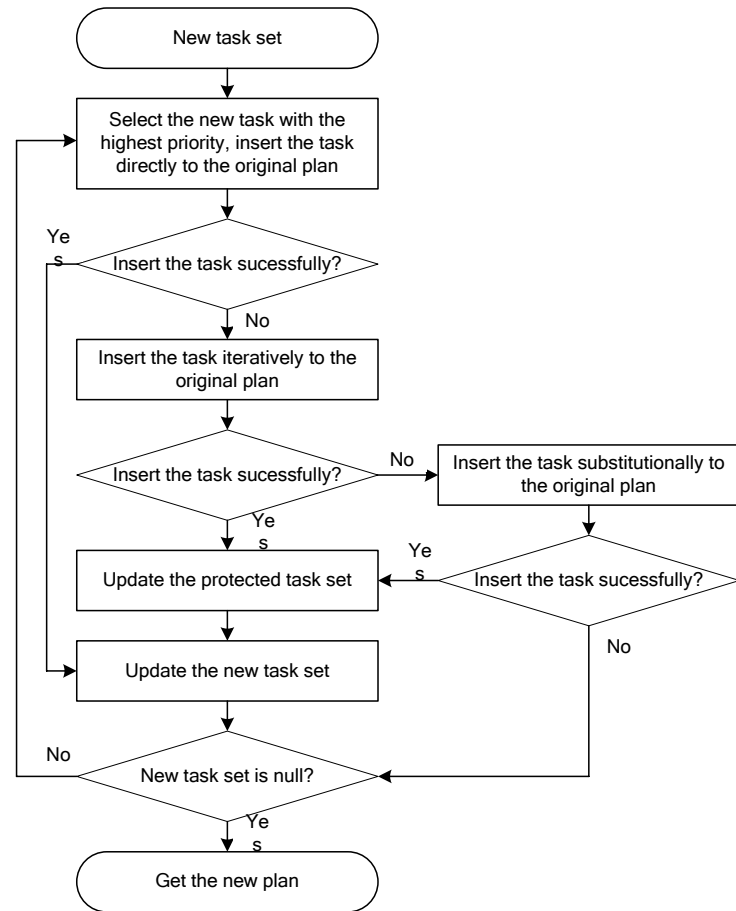 New task set
Select the new task with the
highest priority, insert the task
directly to the original plan
Ye
s
Insert the task sucessfully?
No
Insert the task iteratively to the
original plan
Insert the task sucessfully?
No
Insert the task substitutionally to
the original plan
Ye
s
Ye
s
Update the protected task set
Insert the task sucessfully?
No
Update the new task set
No
New task set is null?
Ye
s
Get the new plan